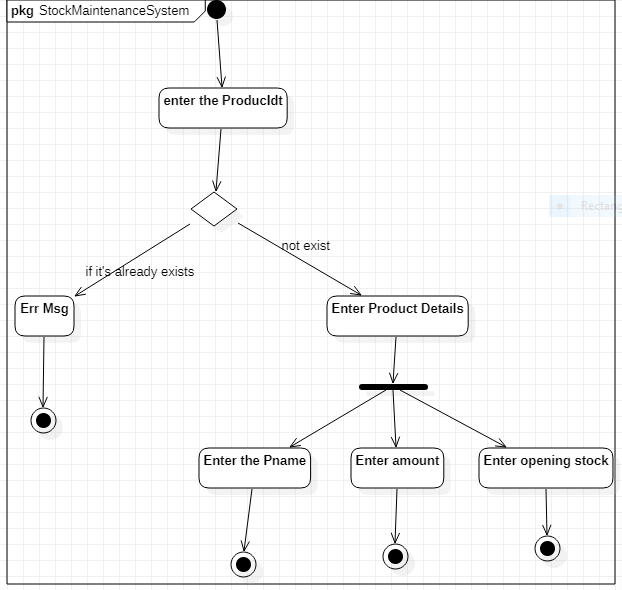 pkg StockMaintenanceSystem
enter the ProducIdt
not exist
if it's already exists
Err Msg
Enter Product Details
Enter the Pname
Enter amount
Enter opening stock
Rectang